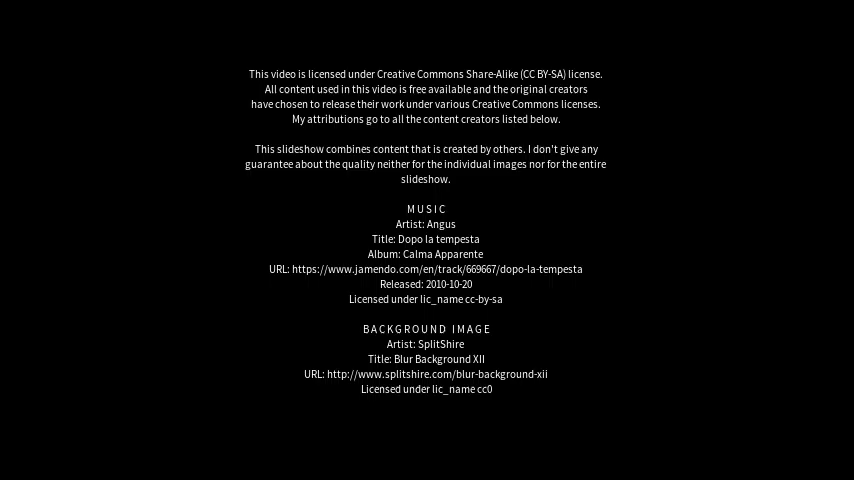 This video is licensed under Creative Commons Share-Alike (CC BY-SA) license.
All content used in this video is free available and the original creators
have chosen to release their work under various Creative Commons licenses.
My attributions go to all the content creators listed below.
This slideshow combines content that is created by others. I don't give any
guarantee about the quality neither for the individual images nor for the entire
slideshow.
MUSIC
Artist: Angus
Title: Dopo la tempesta
Album: Calma Apparente
URL: https://www.jamendo.com/en/track/669667/dopo-la-tempesta
Released: 2010-10-20
Licensed under lic_name cc-by-sa
BACKGROUND IMAGE
Artist: SplitShire
Title: Blur Background XII
URL: http://www.splitshire.com/blur-background-xii
Licensed under lic_name cc0